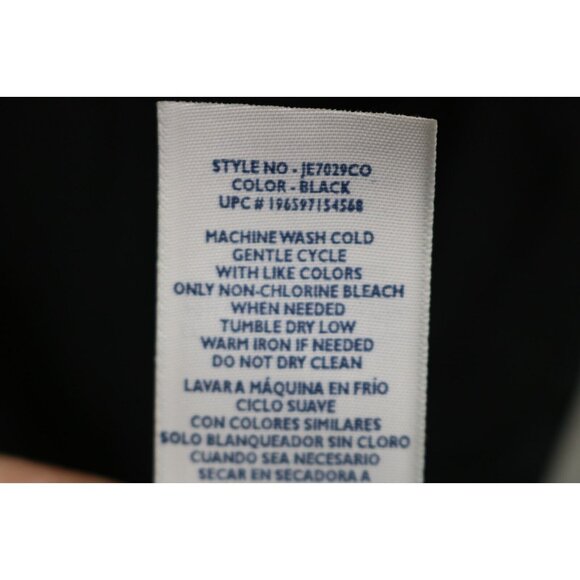 STYLE NO - JE7029CO
COLOR - BLACK
UPC # 196597154568
MACHINE WASH COLD
GENTLE CYCLE
WITH LIKE COLORS
ONLY NON-CHLORINE BLEACH
WHEN NEEDED
TUMBLE DRY LOW
WARM IRON IF NEEDED
DO NOT DRY CLEAN
LAVAR A MÁQUINA EN FRÍO
CICLO SUAVE
CON COLORES SIMILARES
SOLO BLANQUEADOR SIN CLORO
CUANDO SEA NECESARIO
SECAR EN SECADORA A